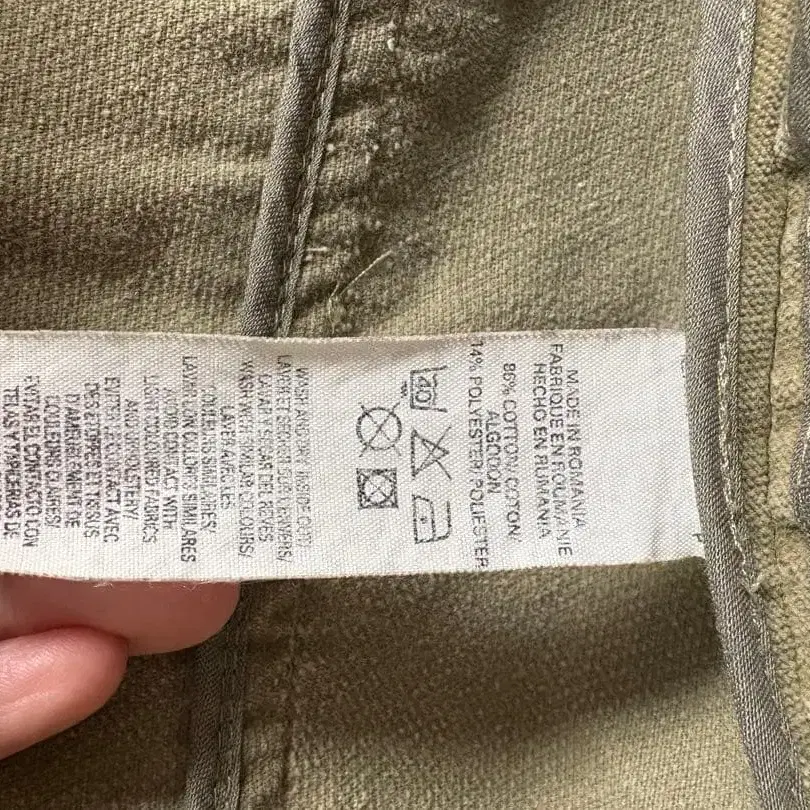 MADE IN ROMANIA
FABRIQUE EN ROUMANIE
HECHO EN RUMANIA
86% COTTON/ COTON/
ALGODON
14% POLYESTER/ POLIESTER
40
WASH AND DRY INSIDE OUT/
LAVER ET SECHER SUR L'ENVERS/
LAVAR Y SECAR DEL REVES
WASH WITH SIMILAR COLOURS/
LAVER AVEC LES
COULEURS SIMILAIRES/
LAVAR CON COLORES SIMILARES
AVOID CONTACT WITH
LIGHT COLOURED FABRICS
AND UPHOLSTERY/
EVITER LE CONTACT AVEC
DES ETOFFES ET TISSUS
D'AMEUBLEMENT DE
COULEURS CLAIRES/
EVITAR EL CONTACTO CON
TELAS Y TAPICERIAS DE